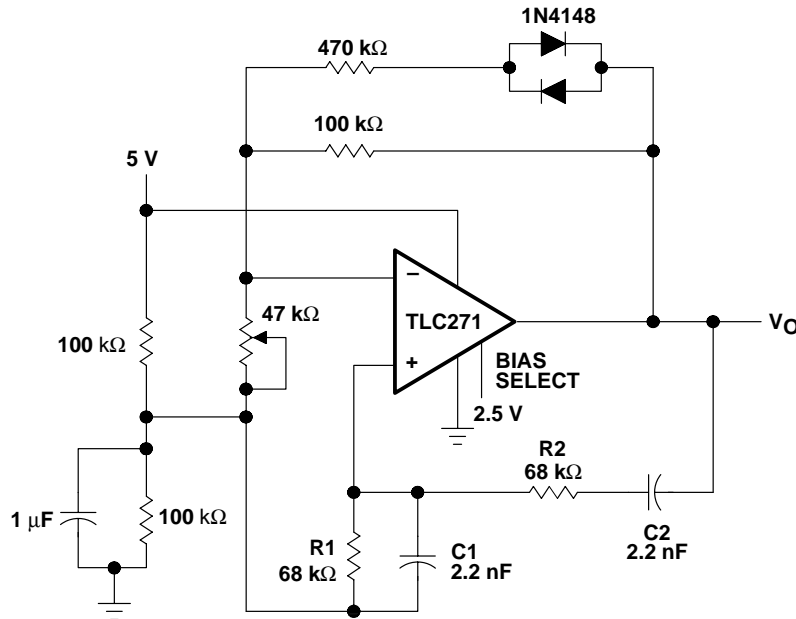 1N4148
470 kΩ
100 kΩ
5 V
−
47 kΩ
TLC271
100 kΩ
VO
+
BIAS
SELECT
2.5 V
R2
68 kΩ
1 µF
100 kΩ
R1
68 kΩ
C1
2.2 nF
C2
2.2 nF